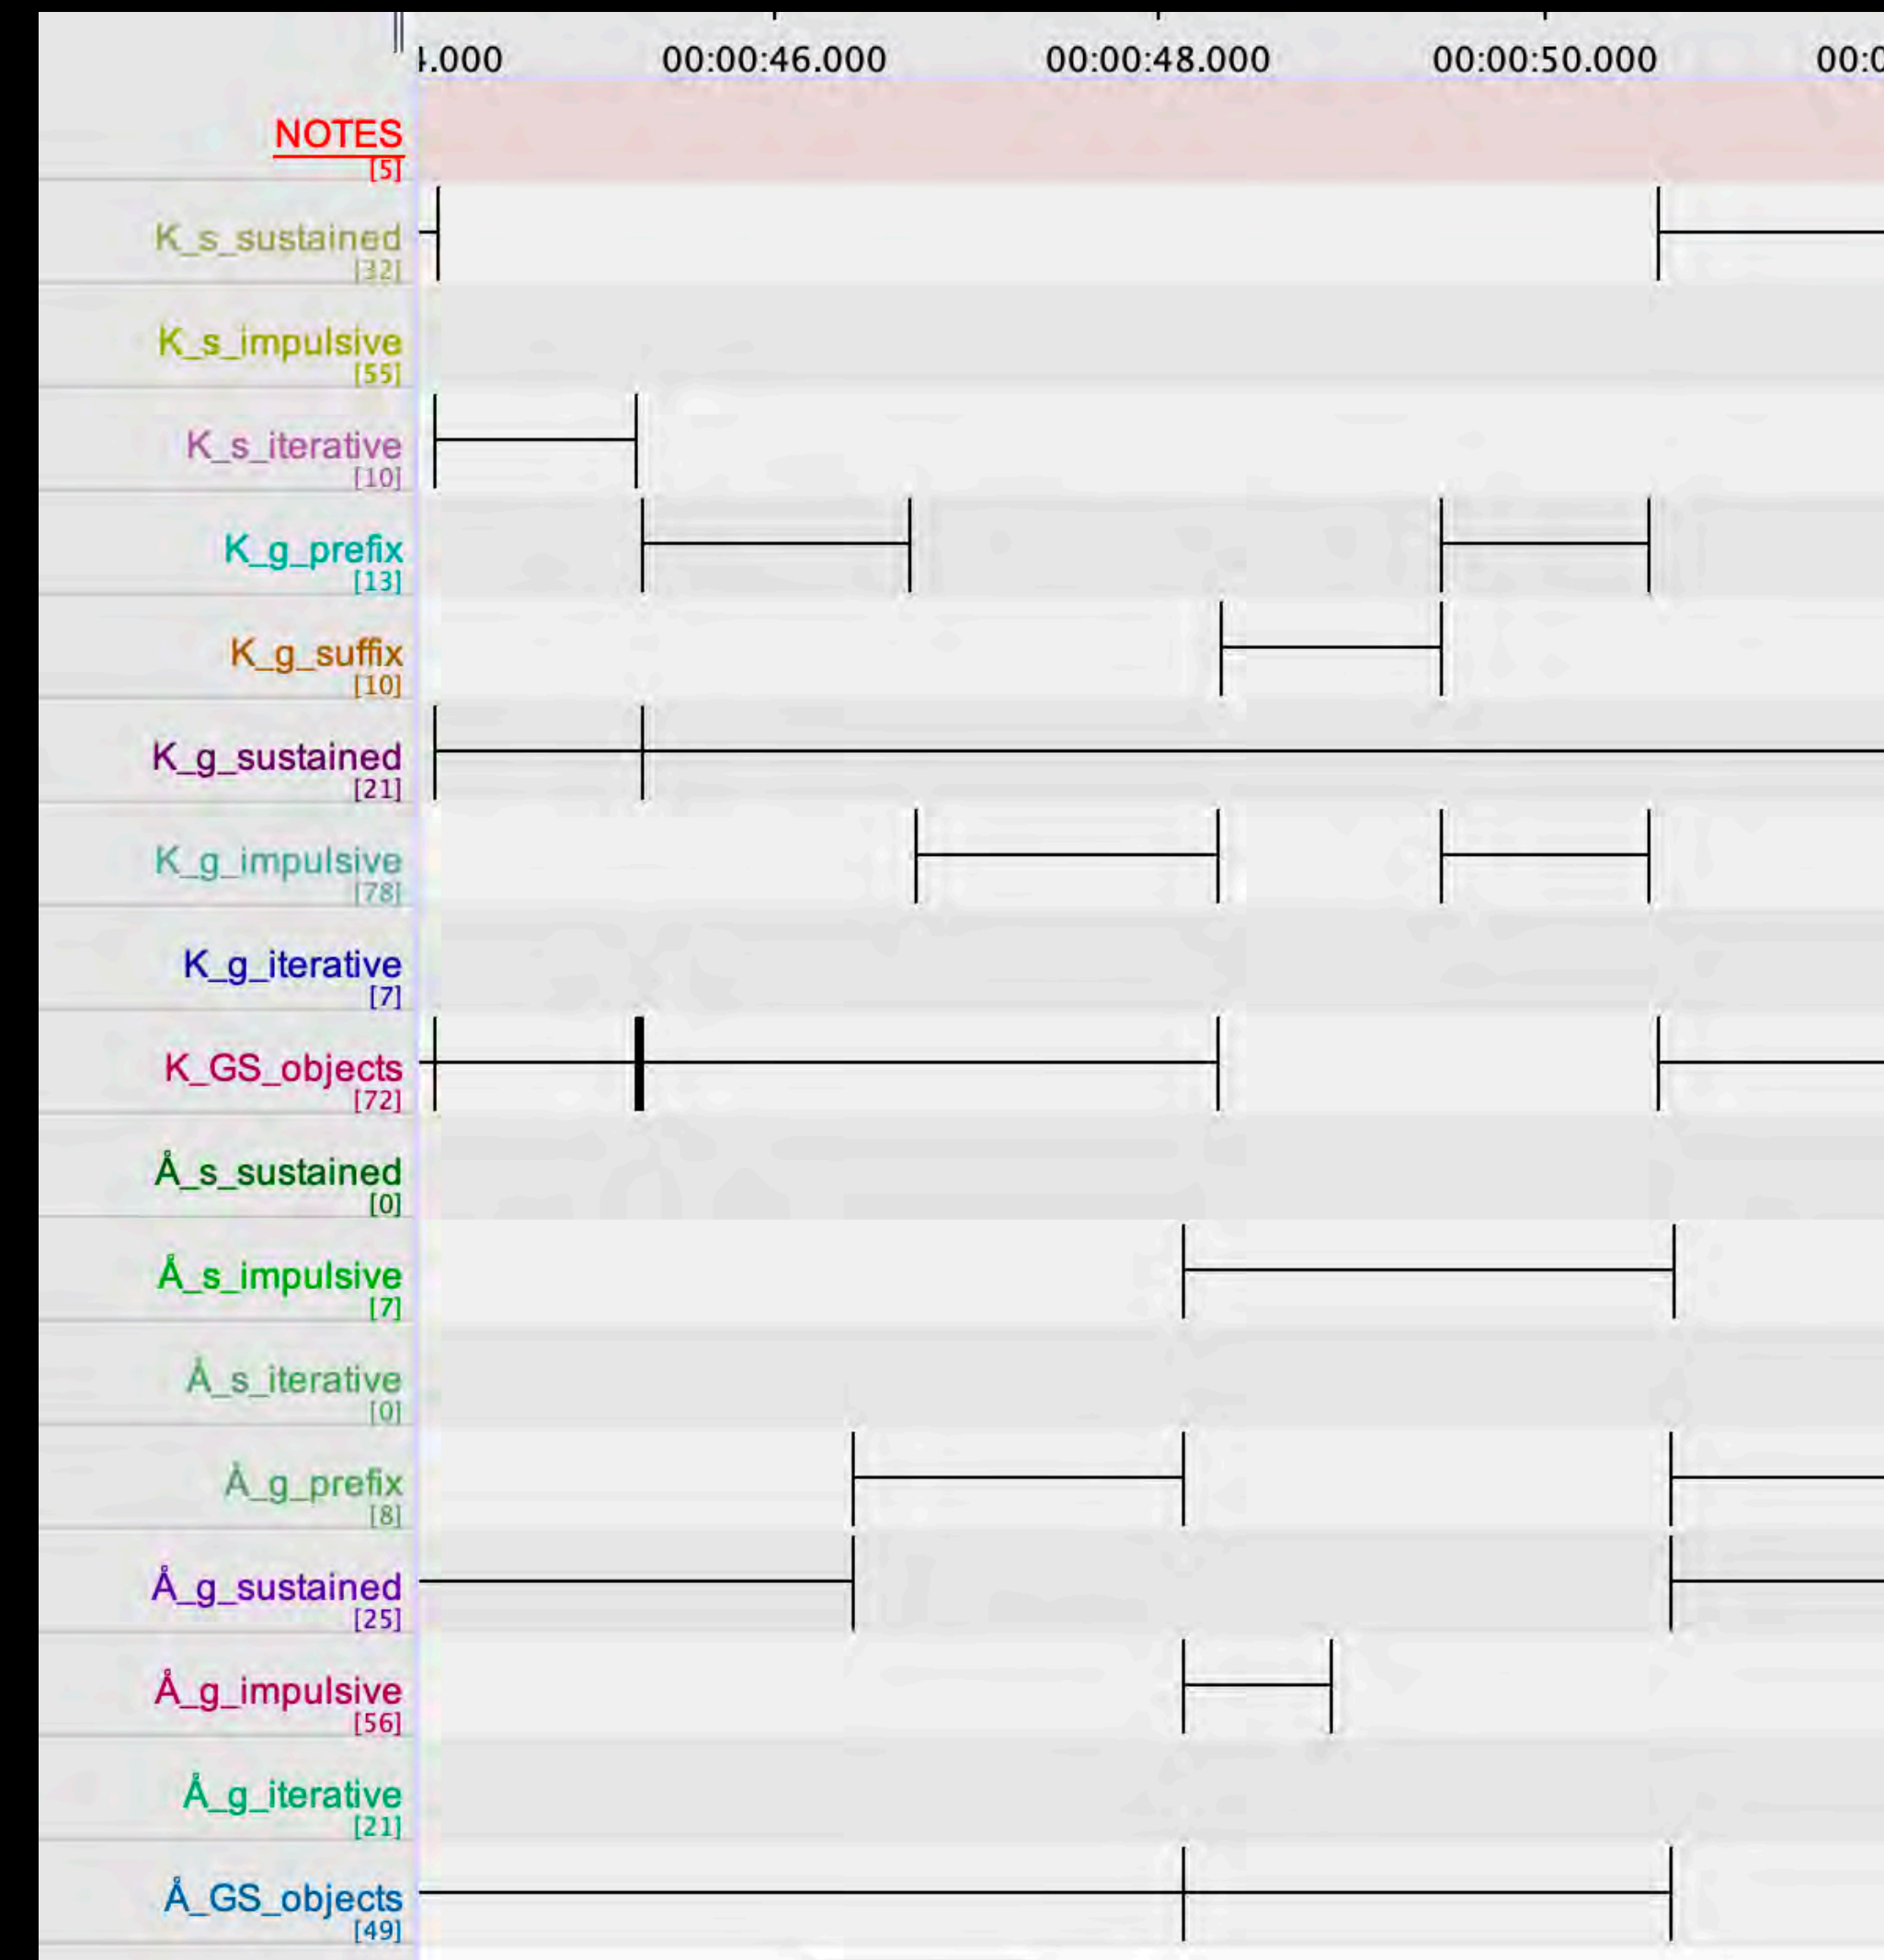 4.000 00:00:46.000 00:00:48.000 00:00:50.000 00:0
NOTES
[5]
K_s_sustained
[32]
K_s_impulsive
[55]
K_s_iterative
[10]
K_g_prefix
[13]
K_g_suffix
[10]
K_g_sustained
[21]
K_g_impulsive
[78]
K_g_iterative
[7]
K_GS_objects
[72]
Å_s_sustained
[0]
Å_s_impulsive
[7]
Å_s_iterative
[0]
Å_g_prefix
[8]
Å_g_sustained
[25]
Å_g_impulsive
[56]
Å_g_iterative
[21]
Å_GS_objects
[49]